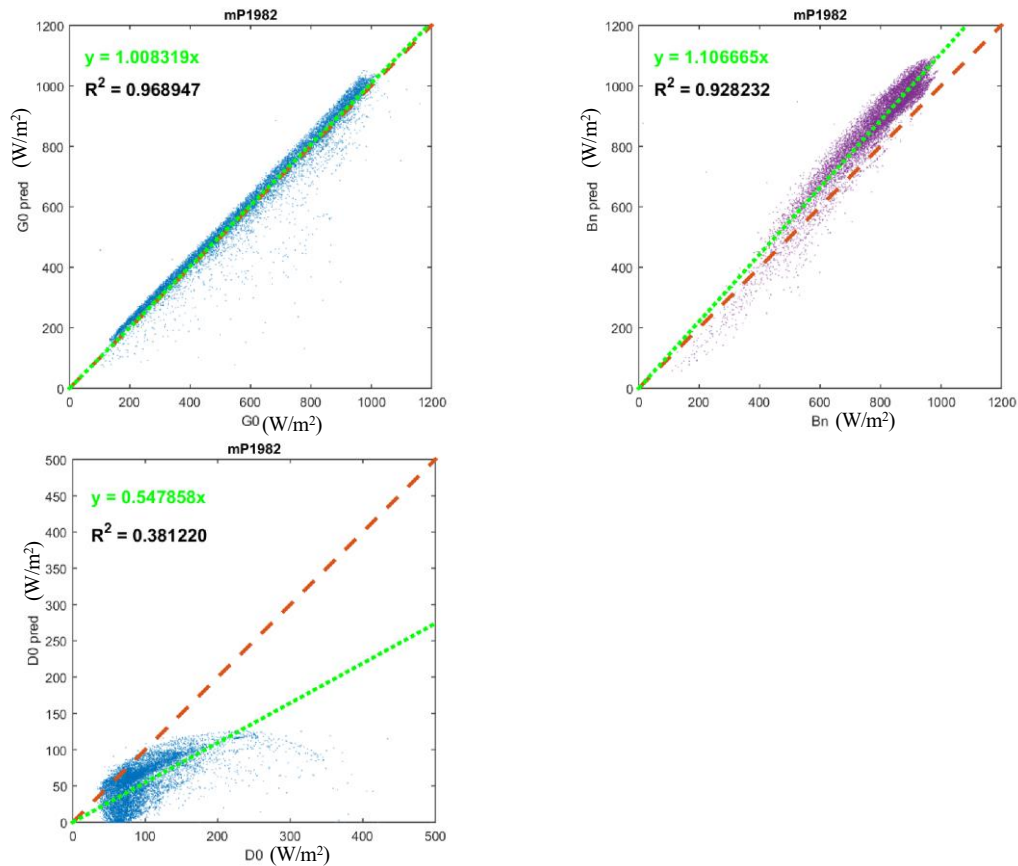 mP1982
y = 1.008319x
R² = 0.968947
1200
1000
800
600
400
200
0
G0 pred (W/m²)
0 200 400 600 800 1000 1200
G0 (W/m²)
mP1982
y = 1.106665x
R² = 0.928232
1200
1000
800
600
400
200
0
Bn pred (W/m²)
0 200 400 600 800 1000 1200
Bn (W/m²)
mP1982
y = 0.547858x
R² = 0.381220
500
450
400
350
300
250
200
150
100
50
0
D0 pred (W/m²)
0 100 200 300 400 500
D0 (W/m²)